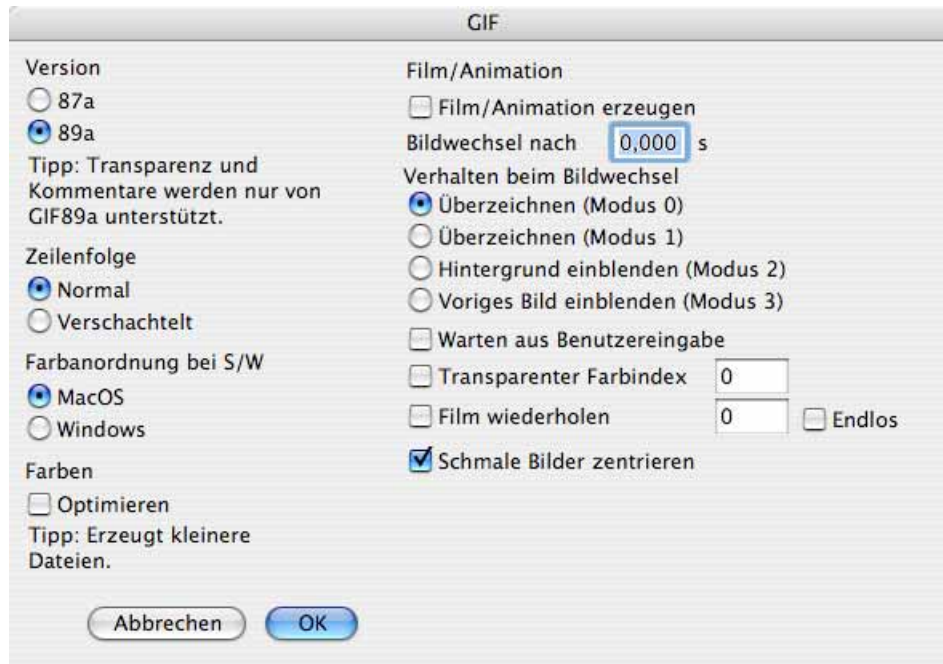 GIF
Version
87a
89a
Tipp: Transparenz und
Kommentare werden nur von
GIF89a unterstützt.
Zeilenfolge
Normal
Verschachtelt
Farbanordnung bei S/W
MacOS
Windows
Farben
Optimieren
Tipp: Erzeugt kleinere
Dateien.
Film/Animation
Film/Animation erzeugen
Bildwechsel nach 0,000 s
Verhalten beim Bildwechsel
Überzeichnen (Modus 0)
Überzeichnen (Modus 1)
Hintergrund einblenden (Modus 2)
Voriges Bild einblenden (Modus 3)
Warten aus Benutzereingabe
Transparenter Farbindex 0
Film wiederholen 0 Endlos
Schmale Bilder zentrieren
Abbrechen OK